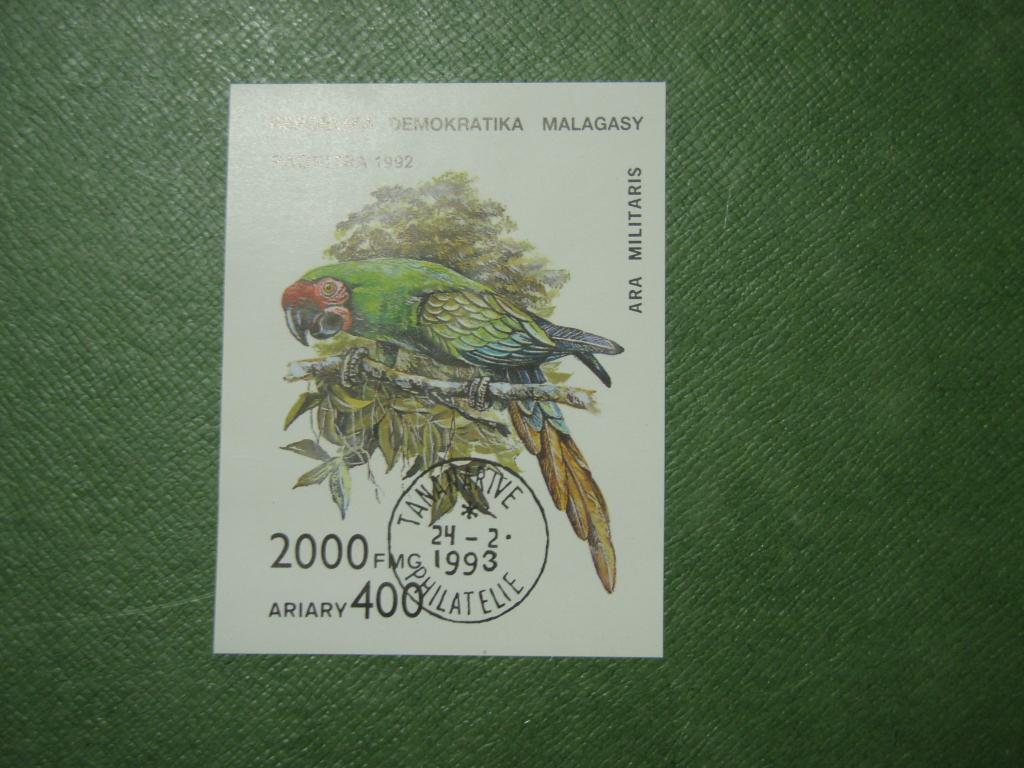 DEMOKRATIKA MALAGASY
1992
ARA MILITARIS
2000 FMG
ARIARY 400
TANANARIVE
*
24 - 2.
1993
PHILATELIE